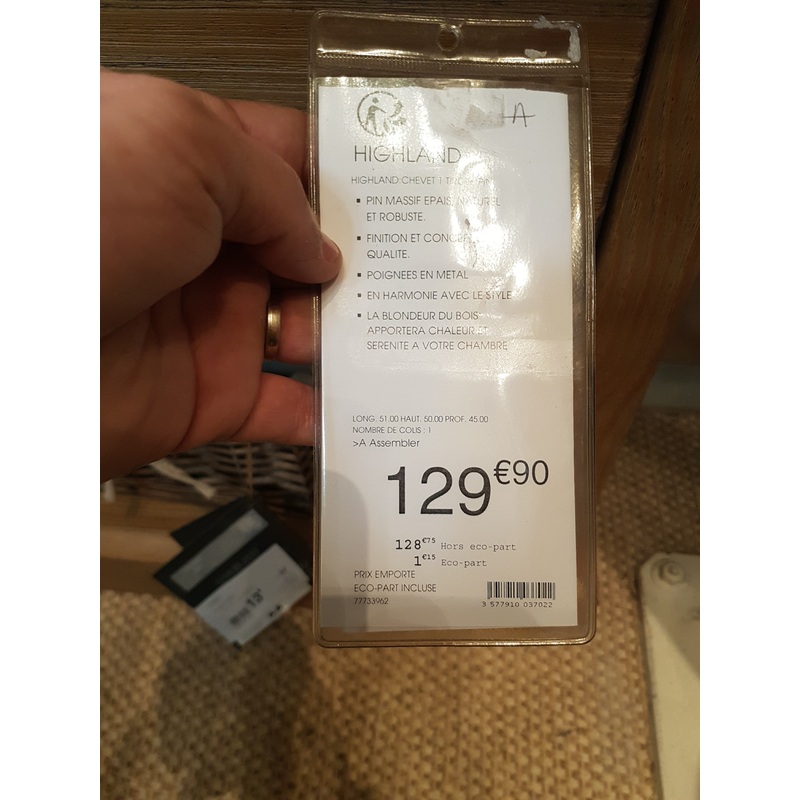 A
HIGHLAND
HIGHLAND CHEVET 1
PIN MASSIF EPAIS, NATUREL
ET ROBUSTE.
FINITION ET
QUALITE.
POIGNEES EN METAL
EN HARMONIE AVEC LE STYLE
LA BLONDEUR DU BOIS
APPORTERA CHALEUR ET
SERENITE A VOTRE CHAMBRE
LONG. 51.00 HAUT. 50.00 PROF. 45.00
NOMBRE DE COLIS : 1
>A Assembler
129€90
128€75 Hors eco-part
1€15 Eco-part
PRIX EMPORTE
ECO-PART INCLUSE
77733962
3 577910 037022